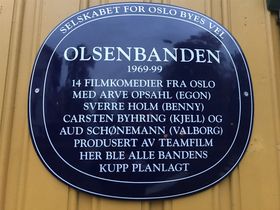 SELSKABET FOR OSLO BYES VEL
OLSENBANDEN
1969-99
14 FILMKOMEDIER FRA OSLO
MED ARVE OPSAHL (EGON)
SVERRE HOLM (BENNY)
CARSTEN BYHRING (KJELL) OG
AUD SCHØNEMANN (VALBORG)
PRODUSERT AV TEAMFILM
HER BLE ALLE BANDENS
KUPP PLANLAGT